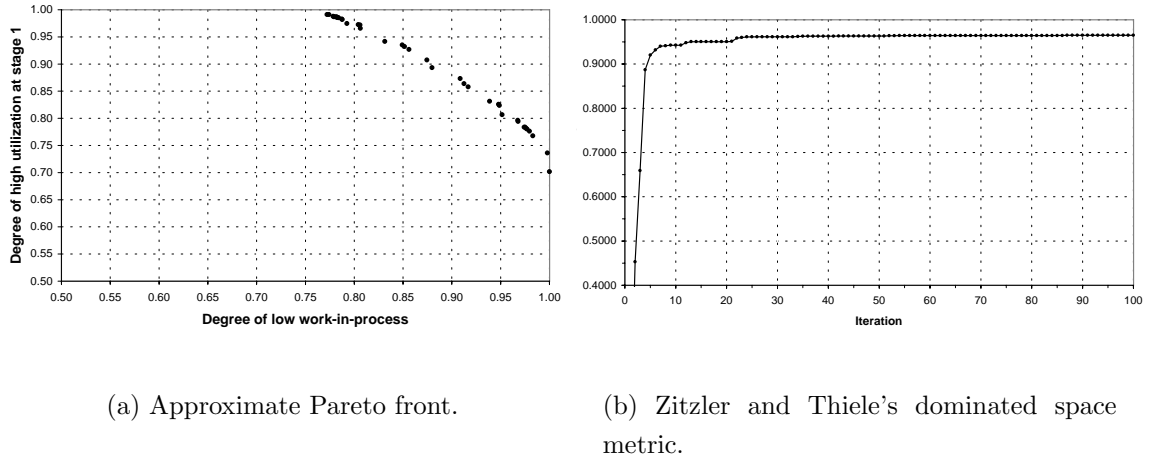 Degree of high utilization at stage 1
1.00
0.95
0.90
0.85
0.80
0.75
0.70
0.65
0.60
0.55
0.50
0.50 0.55 0.60 0.65 0.70 0.75 0.80 0.85 0.90 0.95 1.00
Degree of low work-in-process
(a) Approximate Pareto front.
1.0000
0.9000
0.8000
0.7000
0.6000
0.5000
0.4000
0 10 20 30 40 50 60 70 80 90 100
Iteration
(b) Zitzler and Thiele's dominated space
metric.